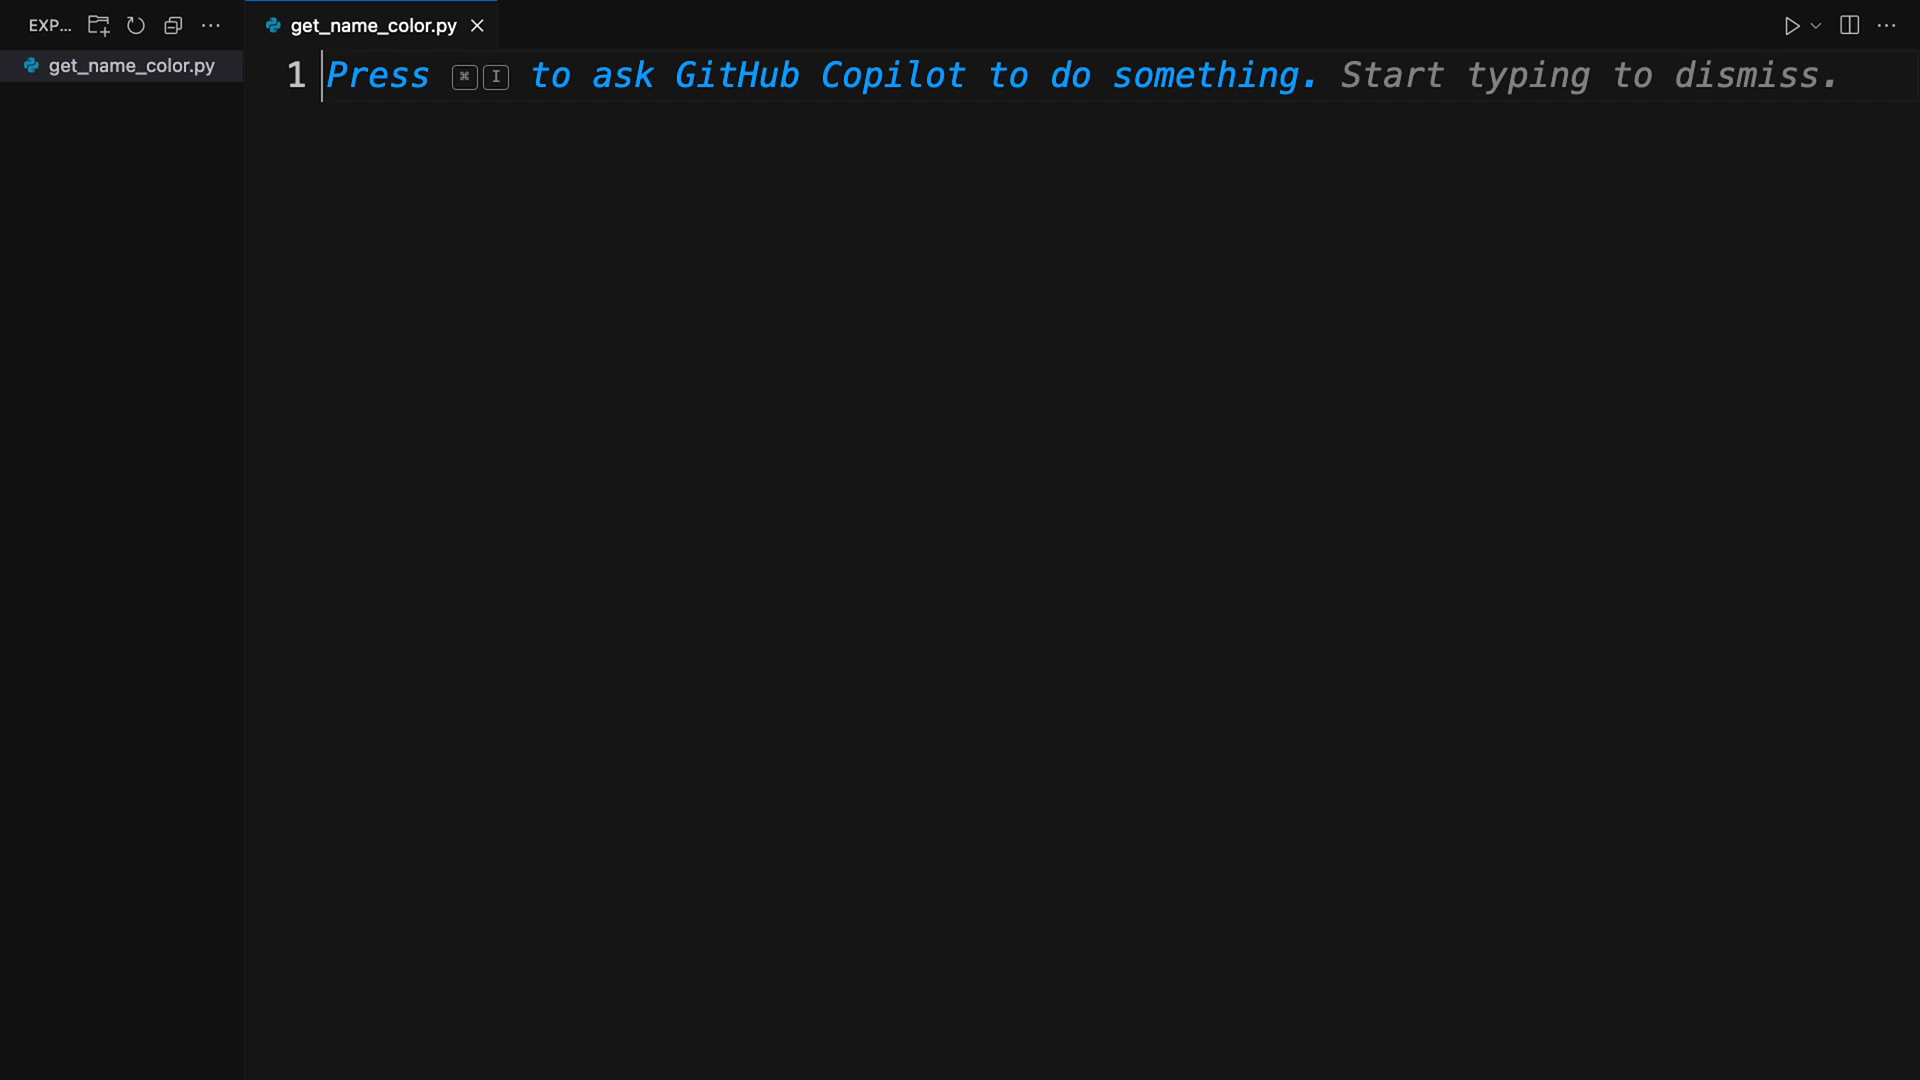 EXP...
get_name_color.py
get_name_color.py
1 Press ⌘ I to ask GitHub Copilot to do something. Start typing to dismiss.